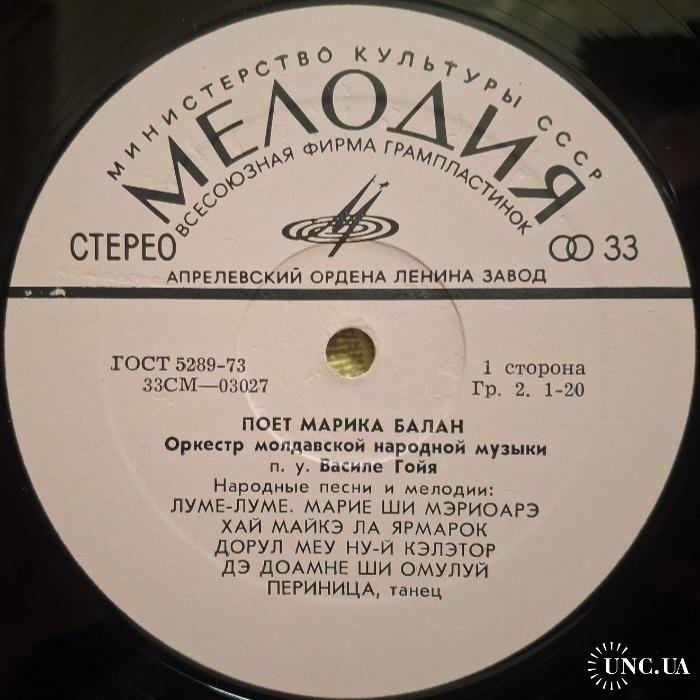 МИНИСТЕРСТВО КУЛЬТУРЫ СССР
МЕЛОДИЯ
ВСЕСОЮЗНАЯ ФИРМА ГРАМПЛАСТИНОК
СТЕРЕО 33
АПРЕЛЕВСКИЙ ОРДЕНА ЛЕНИНА ЗАВОД
ГОСТ 5289-73 1 сторона
33СМ—03027 Гр. 2. 1-20
ПОЕТ МАРИКА БАЛАН
Оркестр молдавской народной музыки
п. у. Василе Гойя
Народные песни и мелодии:
ЛУМЕ-ЛУМЕ. МАРИЕ ШИ МЭРИОАРЭ
ХАЙ МАЙКЭ ЛА ЯРМАРОК
ДОРУЛ МЕУ НУ-Й КЭЛЭТОР
ДЭ ДОАМНЕ ШИ ОМУЛУЙ
ПЕРИНИЦА, танец
UNC.UA